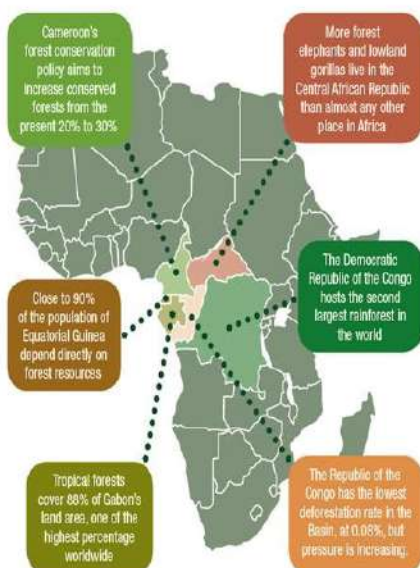 Cameroon's
forest conservation
policy aims to
increase conserved
forests from the
present 20% to 30%
More forest
elephants and lowland
gorillas live in the
Central African Republic
than almost any other
place in Africa
The Democratic
Republic of the Congo
hosts the second
largest rainforest in
the world
Close to 90%
of the population of
Equatorial Guinea
depend directly on
forest resources
Tropical forests
cover 88% of Gabon's
land area, one of the
highest percentage
worldwide
The Republic of the
Congo has the lowest
deforestation rate in the
Basin, at 0.08%, but
pressure is increasing.